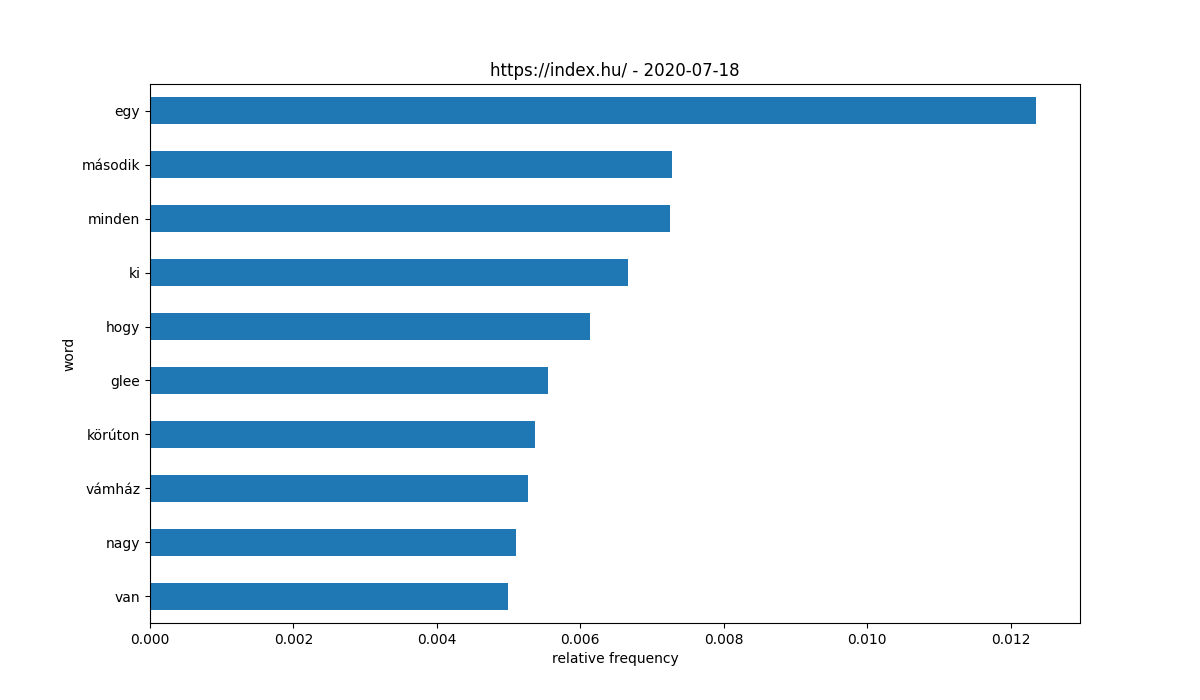 https://index.hu/ - 2020-07-18
egy
második
minden
ki
hogy
glee
körúton
vámház
nagy
van
word
0.000 0.002 0.004 0.006 0.008 0.010 0.012
relative frequency